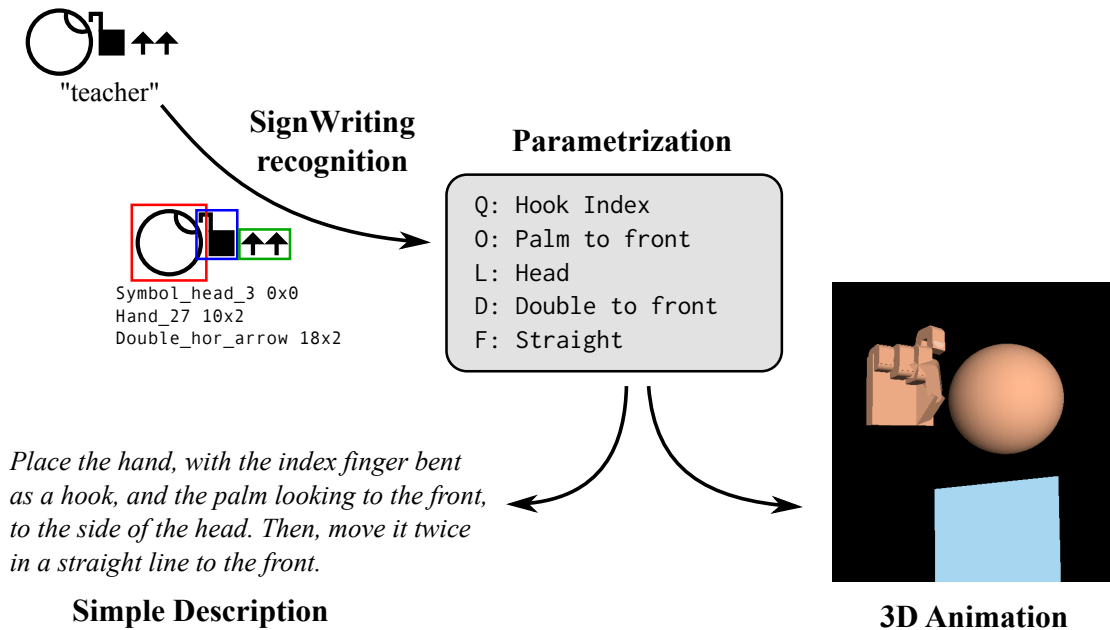 "teacher"
SignWriting
recognition
Parametrization
Q: Hook Index
O: Palm to front
L: Head
D: Double to front
F: Straight
Symbol_head_3 0x0
Hand_27 10x2
Double_hor_arrow 18x2
Place the hand, with the index finger bent
as a hook, and the palm looking to the front,
to the side of the head. Then, move it twice
in a straight line to the front.
Simple Description
3D Animation